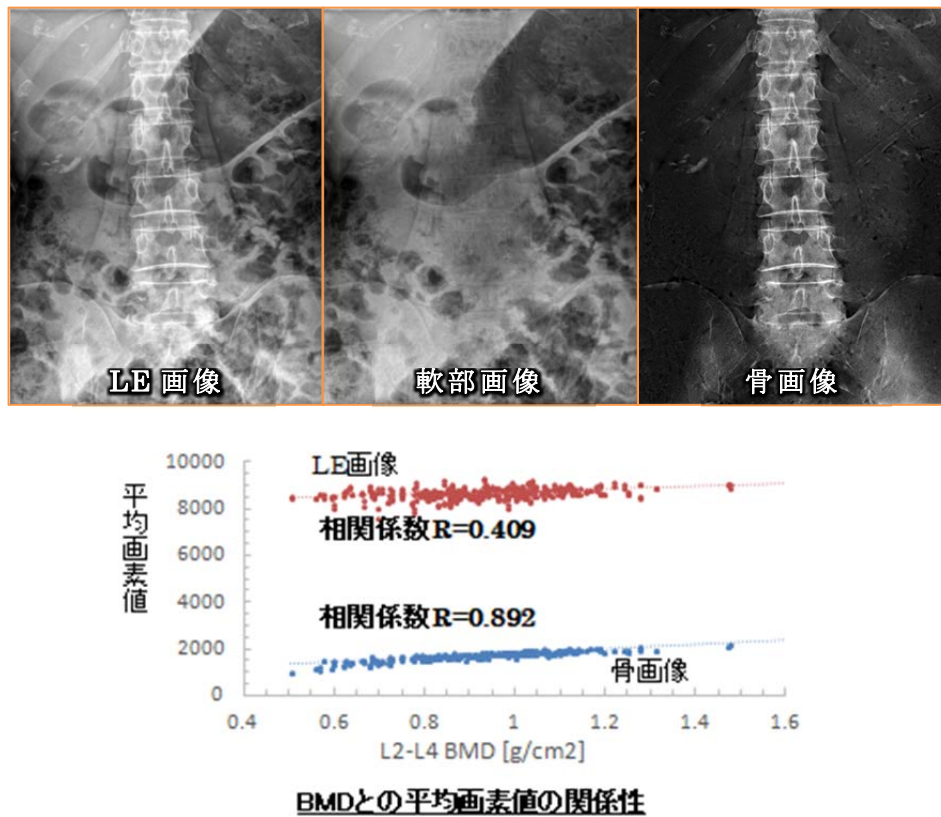 LE 画像
軟部画像
骨画像
平均画素値
10000
8000
6000
4000
2000
0
LE画像
相関係数R=0.409
相関係数R=0.892
骨画像
0.4 0.6 0.8 1 1.2 1.4 1.6
L2-L4 BMD [g/cm2]
BMDとの平均画素値の関係性